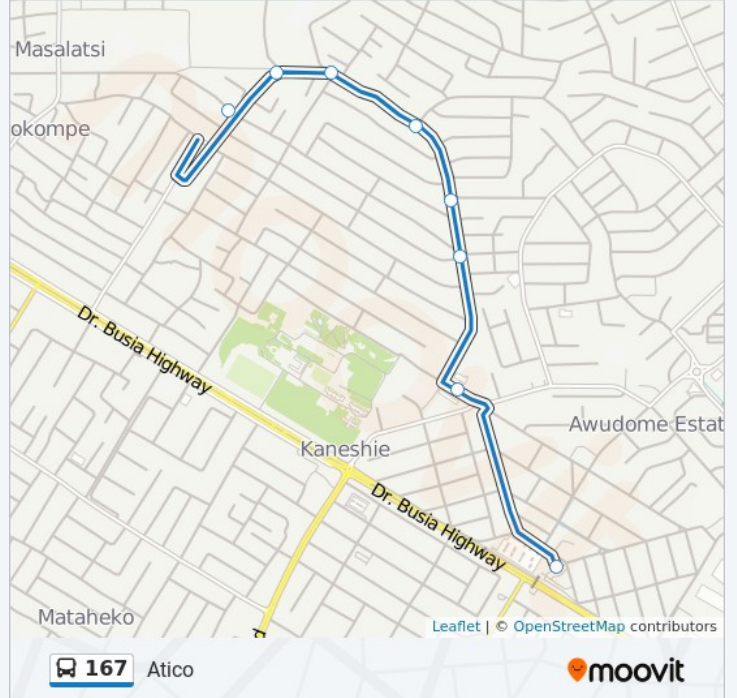 Masalatsi
okompe
Dr. Busia Highway
Awudome Estat
Kaneshie
Dr. Busia Highway
Mataheko
Leaflet | © OpenStreetMap contributors
167 Atico
moovit